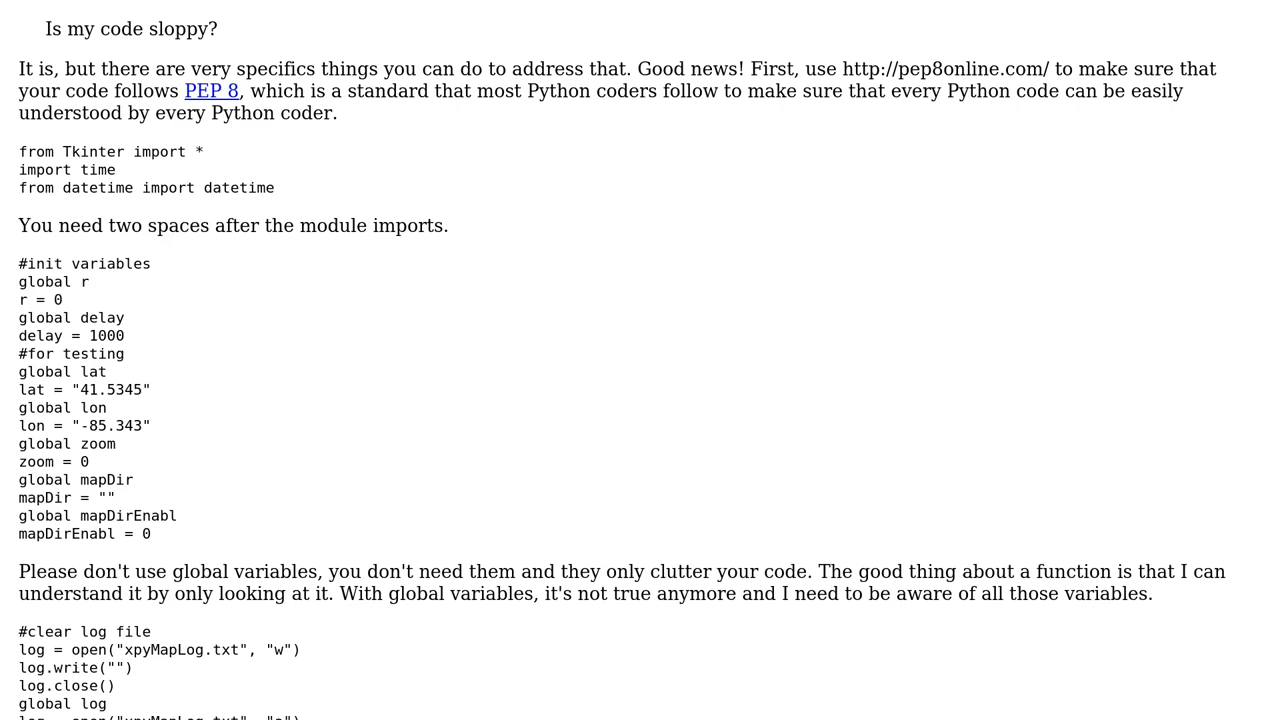 Is my code sloppy?
It is, but there are very specifics things you can do to address that. Good news! First, use http://pep8online.com/ to make sure that
your code follows PEP 8, which is a standard that most Python coders follow to make sure that every Python code can be easily
understood by every Python coder.
from Tkinter import *
import time
from datetime import datetime
You need two spaces after the module imports.
#init variables
global r
r = 0
global delay
delay = 1000
#for testing
global lat
lat = "41.5345"
global lon
lon = "-85.343"
global zoom
zoom = 0
global mapDir
mapDir = ""
global mapDirEnabl
mapDirEnabl = 0
Please don't use global variables, you don't need them and they only clutter your code. The good thing about a function is that I can
understand it by only looking at it. With global variables, it's not true anymore and I need to be aware of all those variables.
#clear log file
log = open("xpyMapLog.txt", "w")
log.write("")
log.close()
global log
log = open("xpyMapLog.txt", "a")